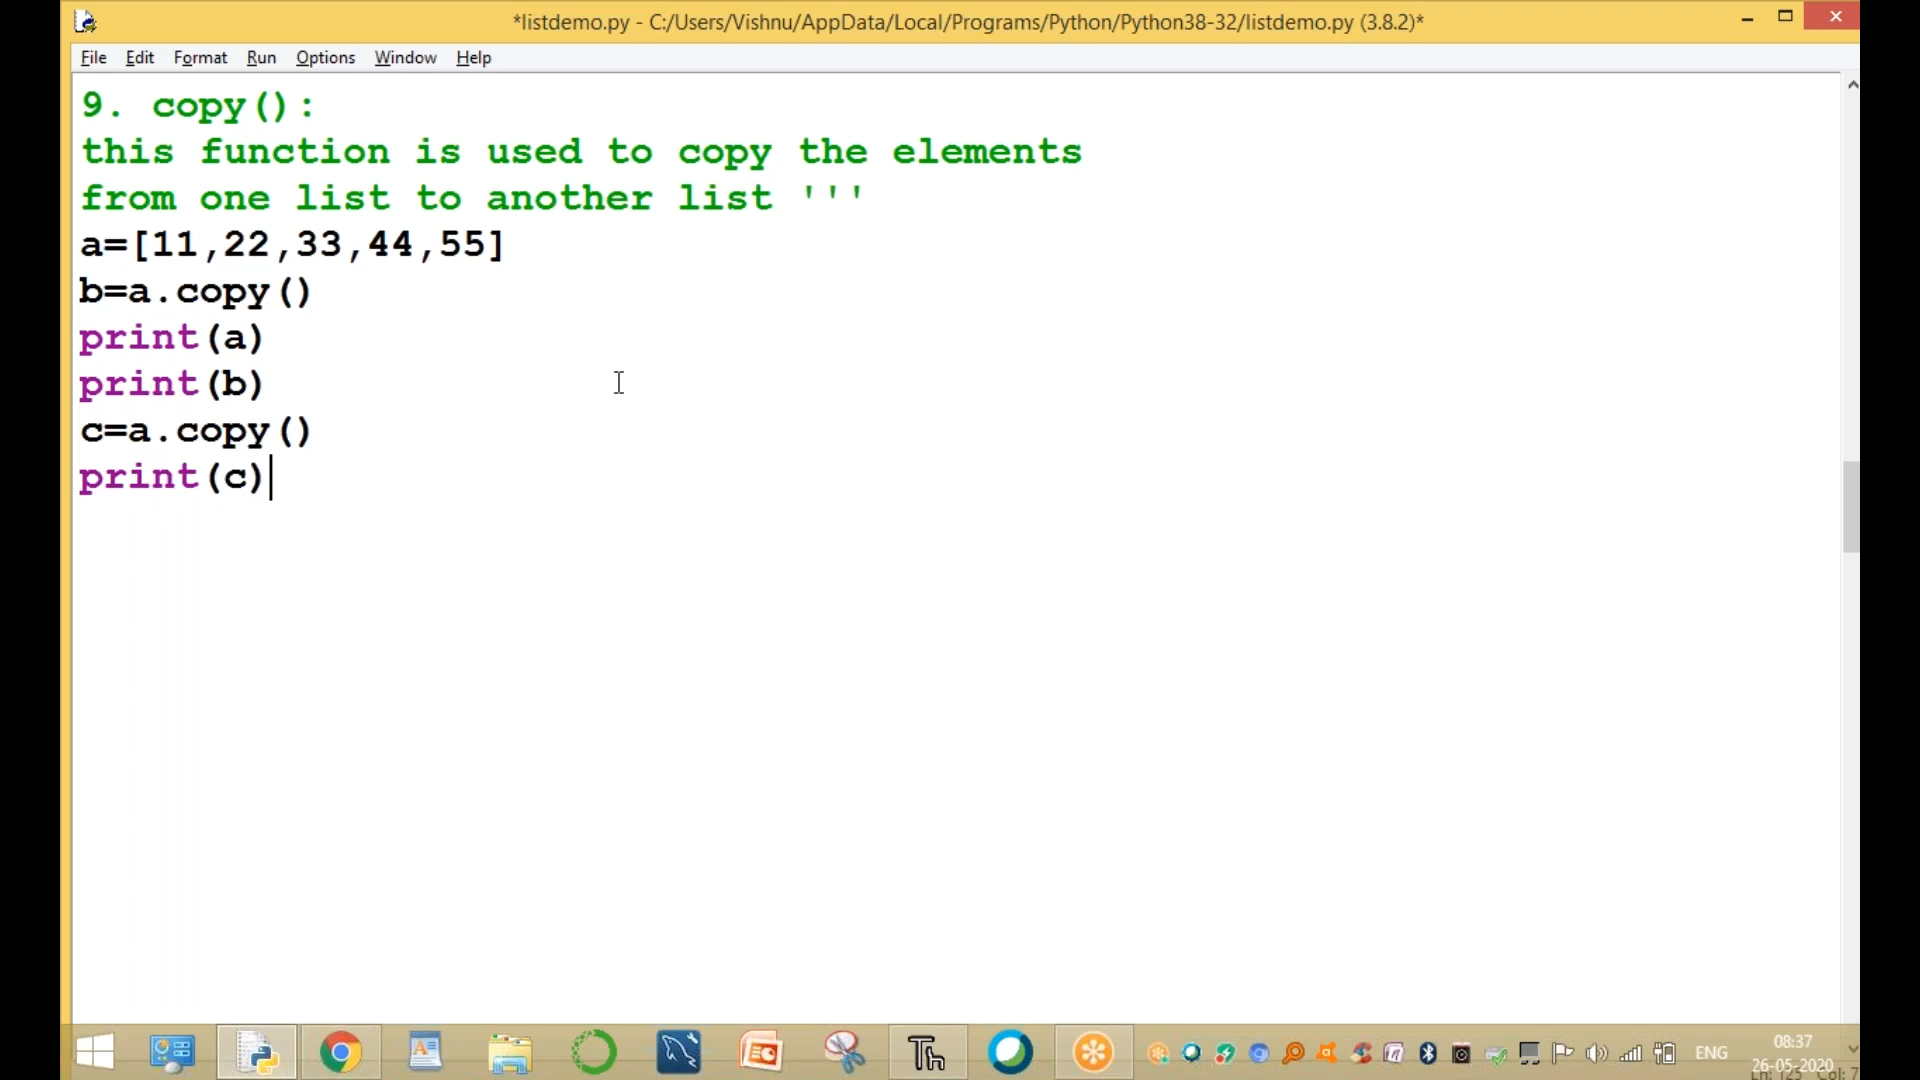 *listdemo.py - C:/Users/Vishnu/AppData/Local/Programs/Python/Python38-32/listdemo.py (3.8.2)*
File Edit Format Run Options Window Help
9. copy():
this function is used to copy the elements
from one list to another list '''
a=[11,22,33,44,55]
b=a.copy()
print(a)
print(b)
c=a.copy()
print(c)
Th ENG 08:37
26-05-2020